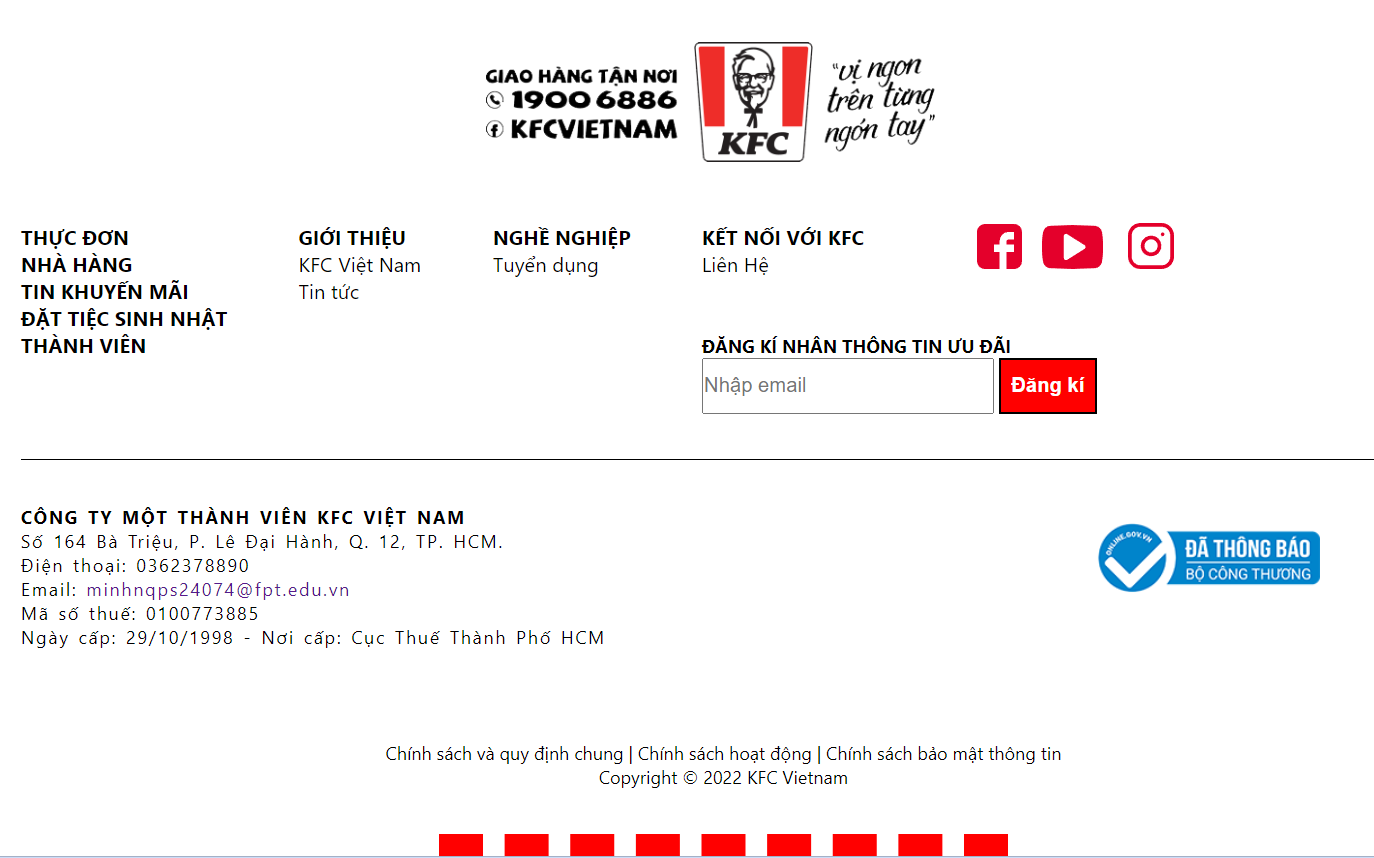 GIAO HÀNG TẬN NƠI
1900 6886
KFCVIETNAM
KFC
“vị ngon
trên từng
ngón tay”
THỰC ĐƠN
NHÀ HÀNG
TIN KHUYẾN MÃI
ĐẶT TIỆC SINH NHẬT
THÀNH VIÊN
GIỚI THIỆU
KFC Việt Nam
Tin tức
NGHỀ NGHIỆP
Tuyển dụng
KẾT NỐI VỚI KFC
Liên Hệ
ĐĂNG KÍ NHÂN THÔNG TIN ƯU ĐÃI
Nhập email
Đăng kí
CÔNG TY MỘT THÀNH VIÊN KFC VIỆT NAM
Số 164 Bà Triệu, P. Lê Đại Hành, Q. 12, TP. HCM.
Điện thoại: 0362378890
Email: minhnqps24074@fpt.edu.vn
Mã số thuế: 0100773885
Ngày cấp: 29/10/1998 - Nơi cấp: Cục Thuế Thành Phố HCM
ONLINE.GOV.VN
ĐÃ THÔNG BÁO
BỘ CÔNG THƯƠNG
Chính sách và quy định chung | Chính sách hoạt động | Chính sách bảo mật thông tin
Copyright © 2022 KFC Vietnam